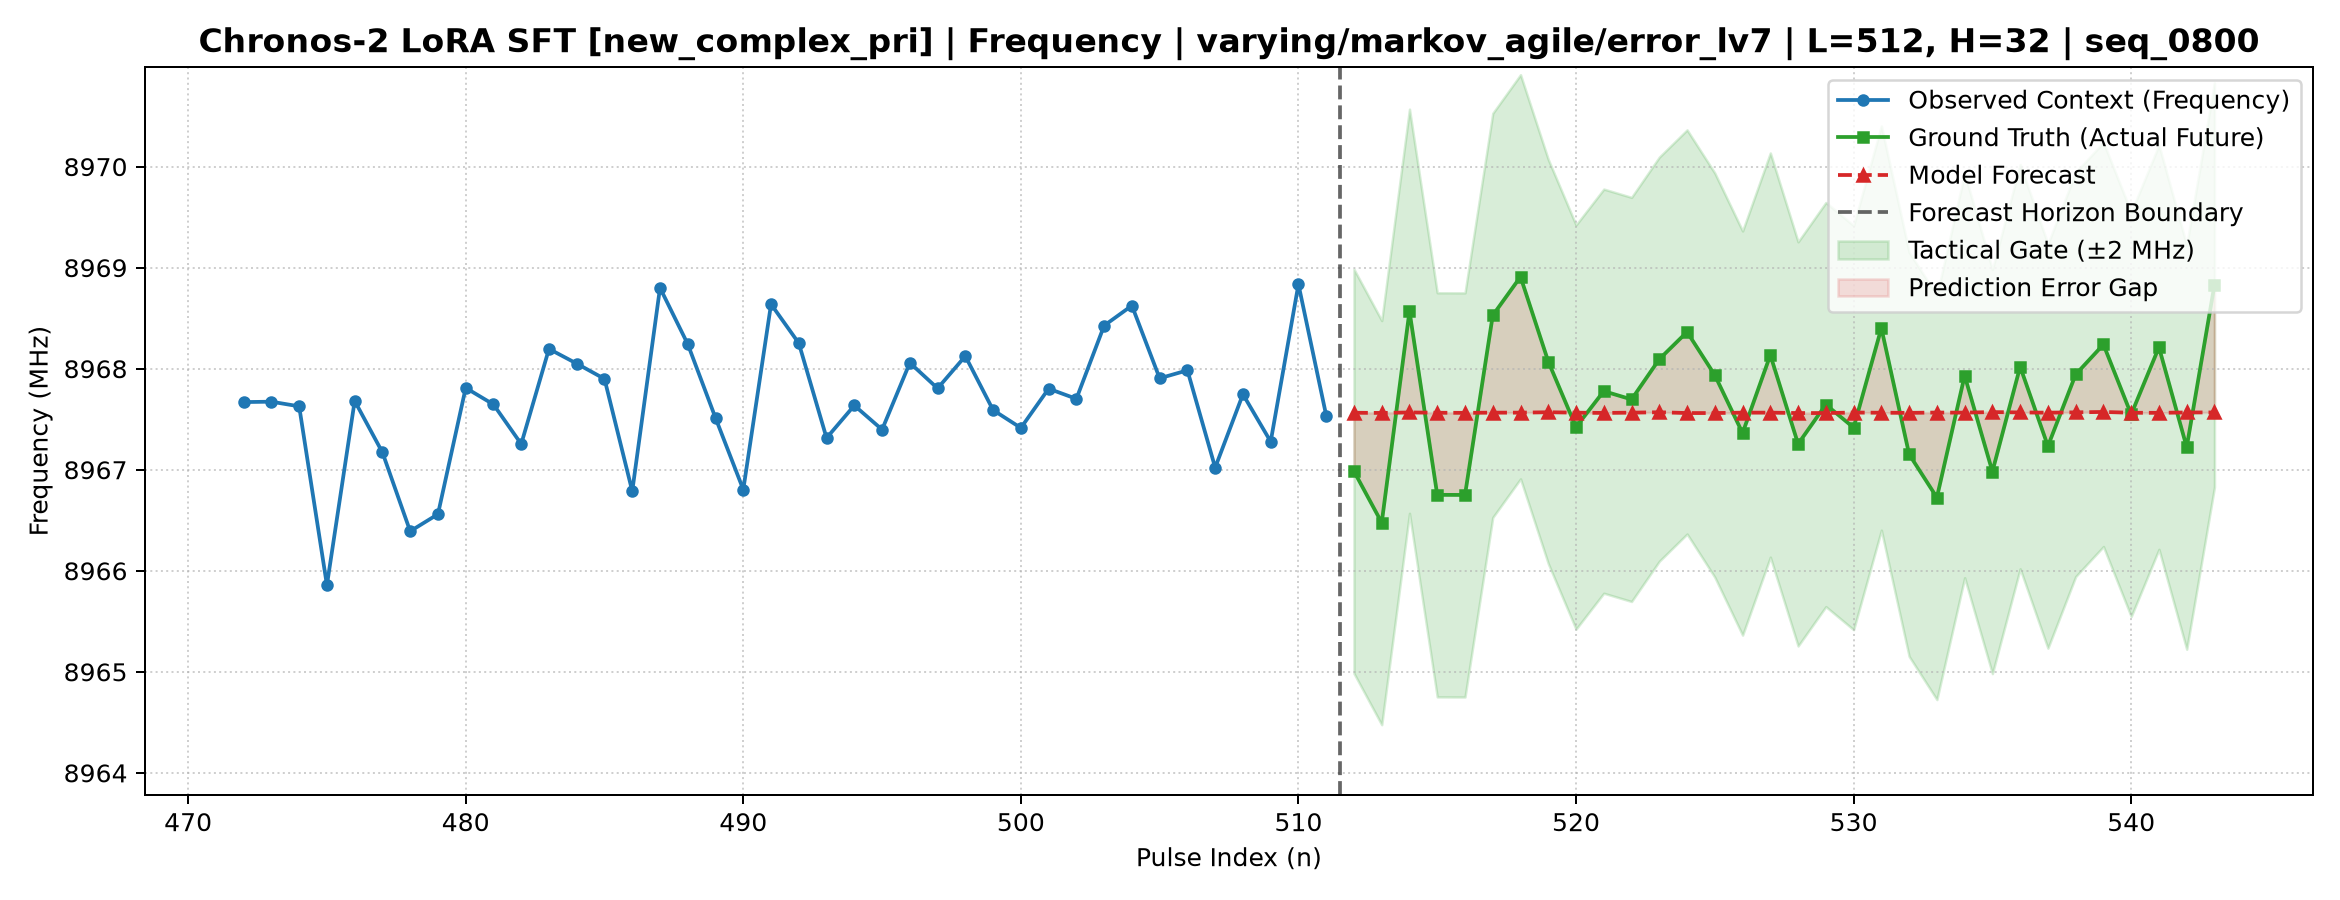 Chronos-2 LoRA SFT [new_complex_pri] | Frequency | varying/markov_agile/error_lv7 | L=512, H=32 | seq_0800
Observed Context (Frequency)
Ground Truth (Actual Future)
Model Forecast
Forecast Horizon Boundary
Tactical Gate (±2 MHz)
Prediction Error Gap
Frequency (MHz)
8970
8969
8968
8967
8966
8965
8964
470 480 490 500 510 520 530 540
Pulse Index (n)